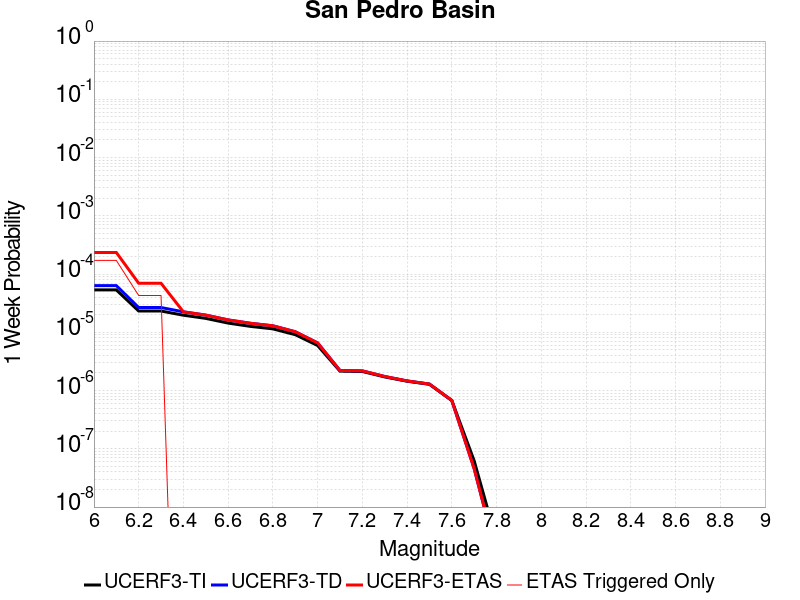 San Pedro Basin
10^0
10^-1
10^-2
10^-3
10^-4
10^-5
10^-6
10^-7
10^-8
1 Week Probability
6 6.2 6.4 6.6 6.8 7 7.2 7.4 7.6 7.8 8 8.2 8.4 8.6 8.8 9
Magnitude
UCERF3-TI UCERF3-TD UCERF3-ETAS ETAS Triggered Only